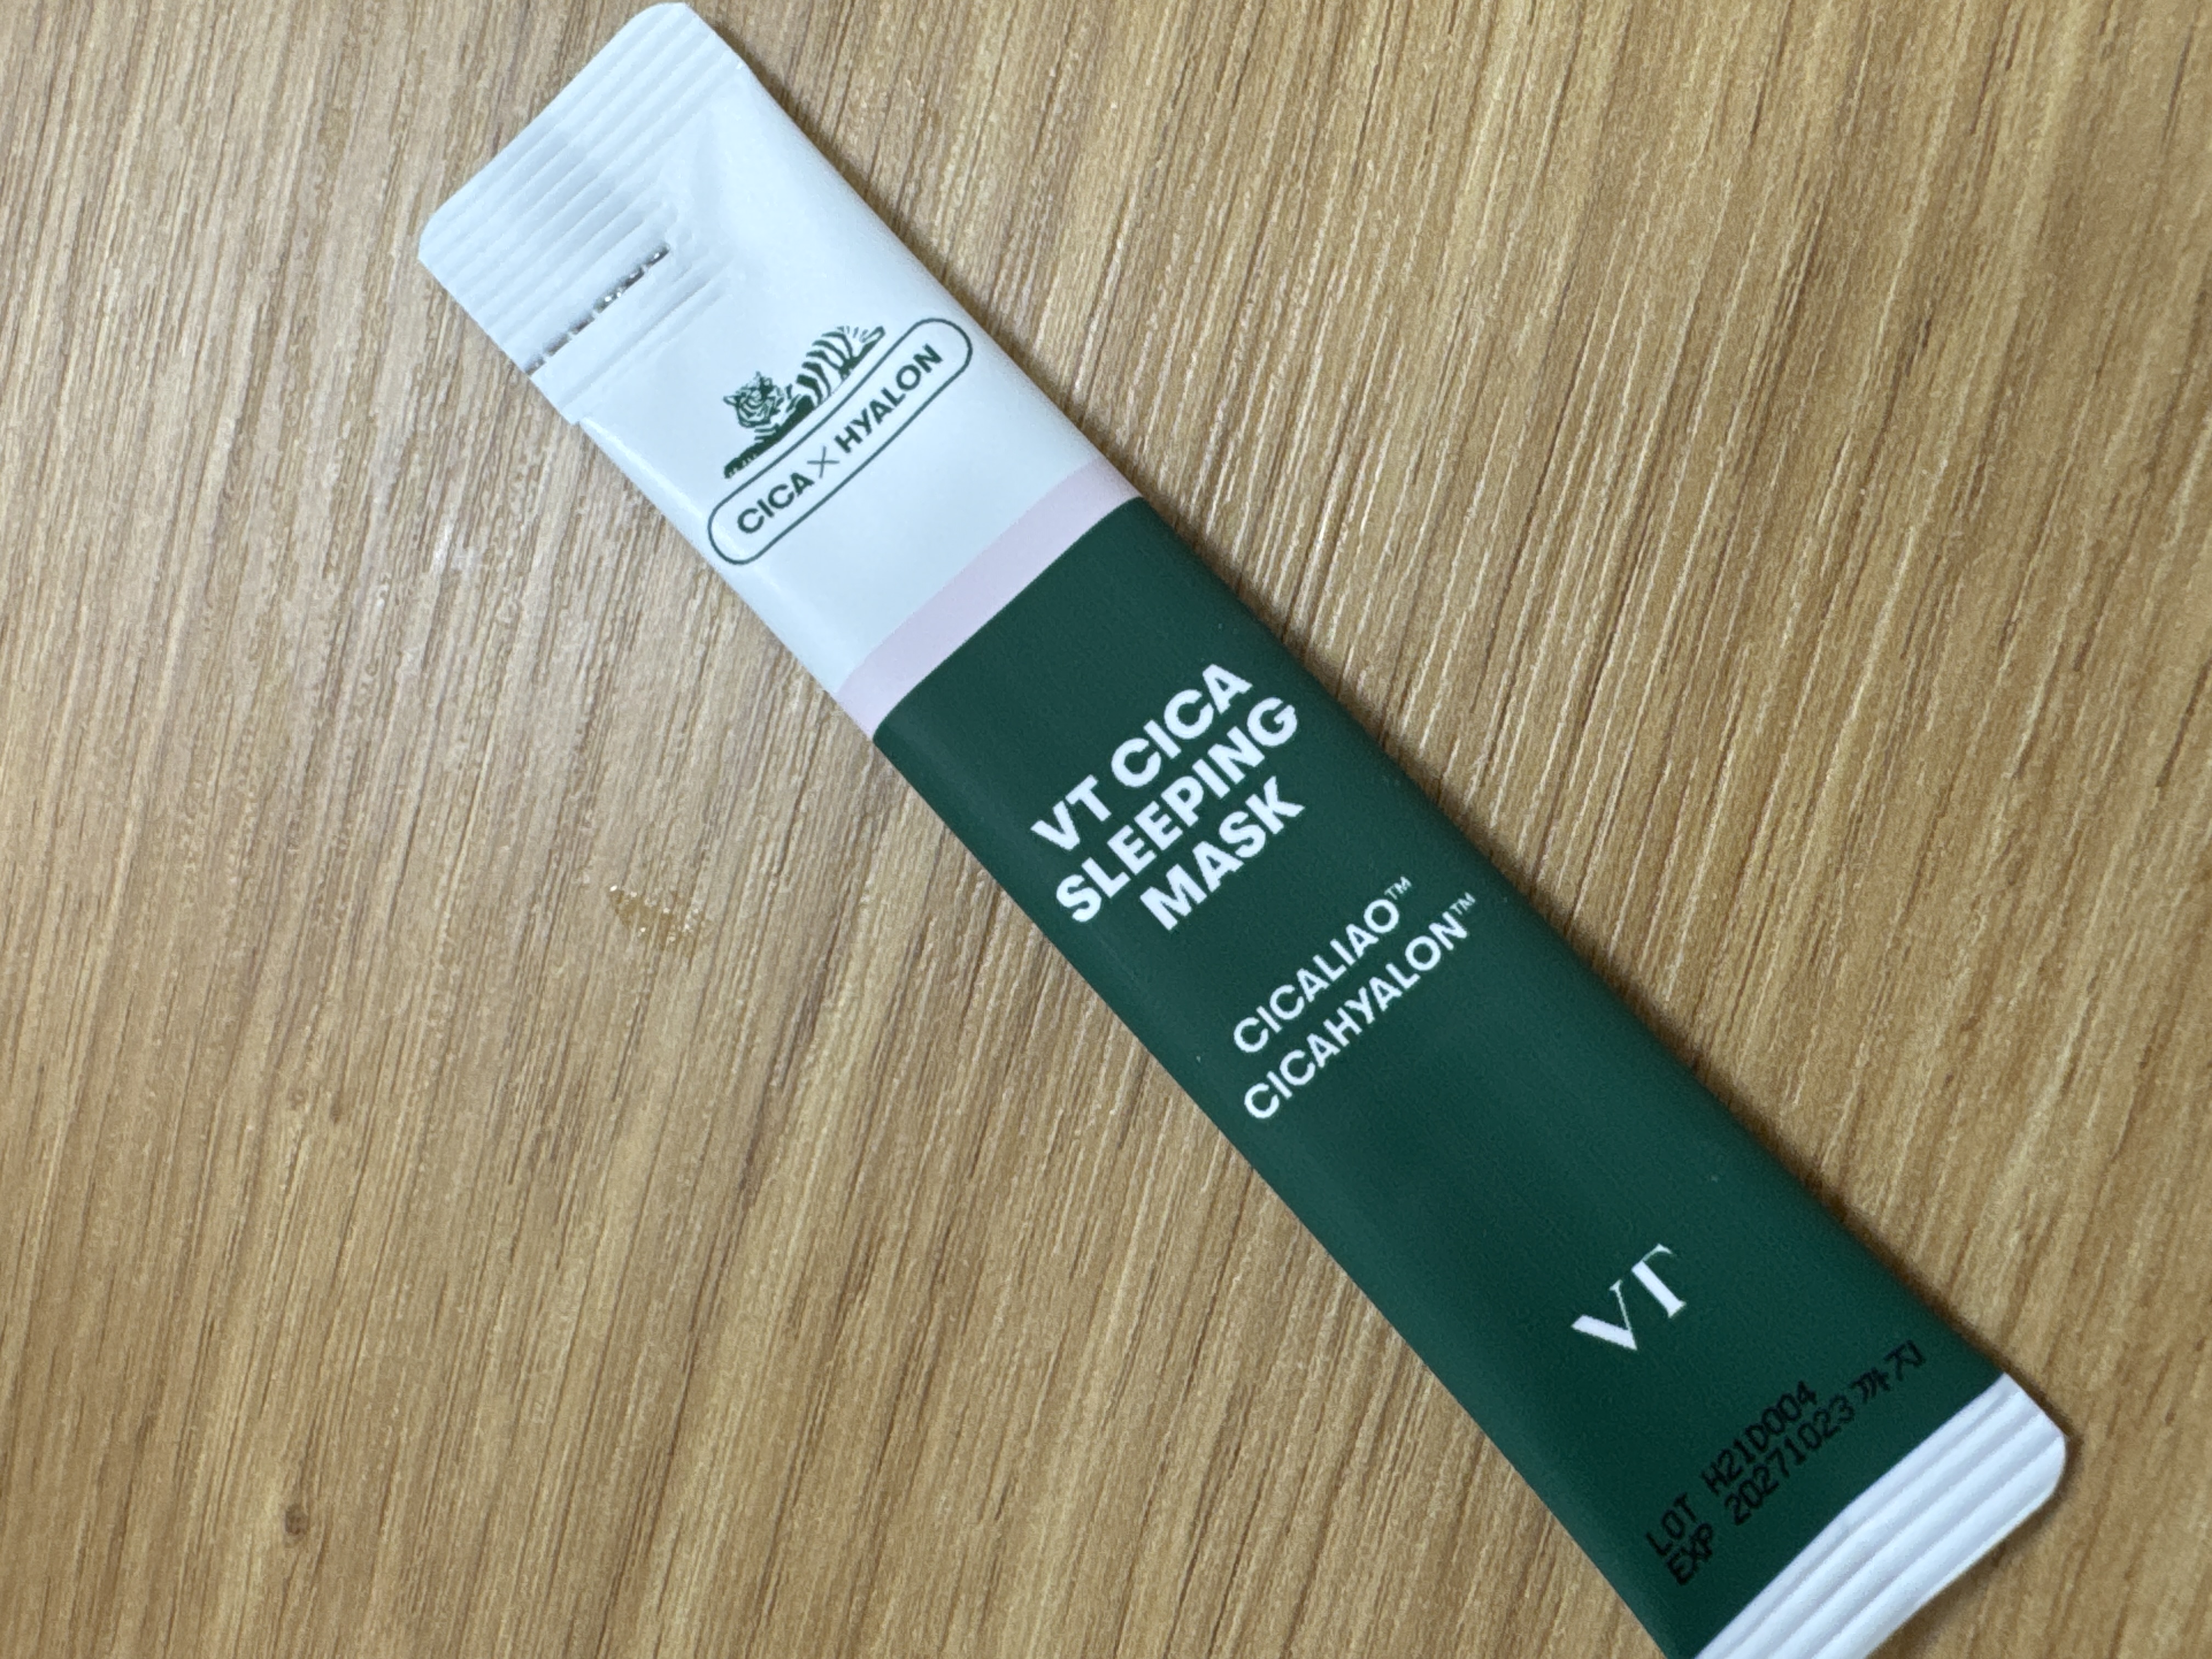 CICA X HYALON
VT CICA
SLEEPING
MASK
CICALIAO™
CICAHYALON™
VT
LOT H21D004
EXP 20271023까지